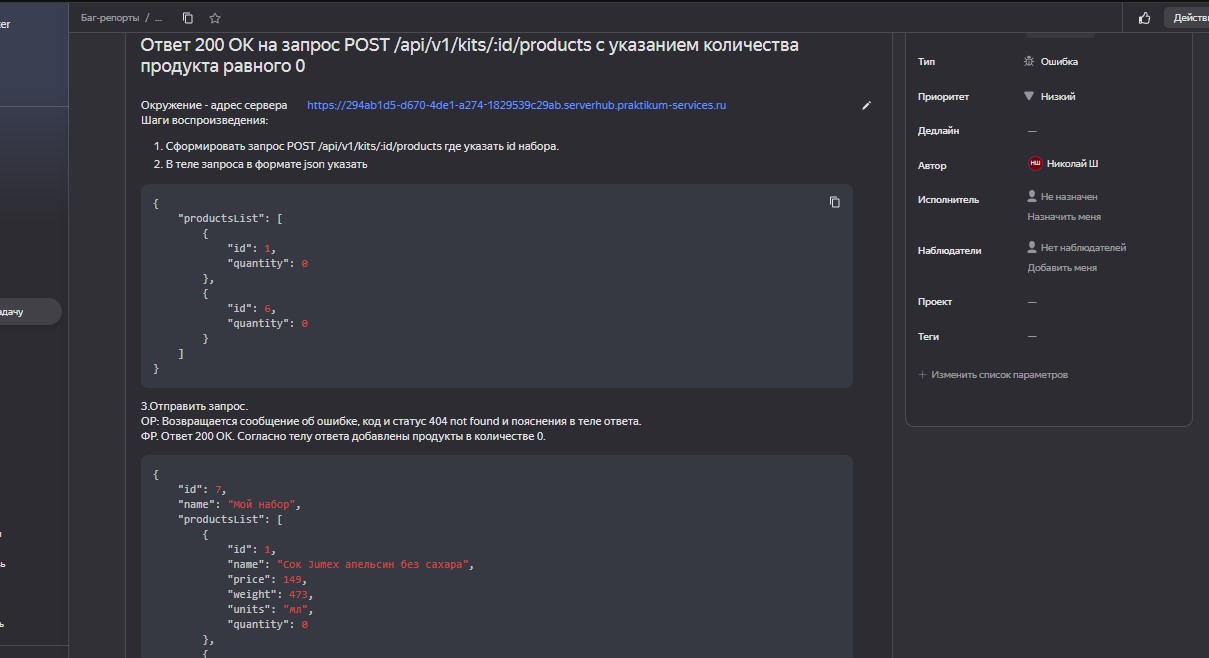 er
Баг-репорты / ...
Действ
Ответ 200 OK на запрос POST /api/v1/kits/:id/products с указанием количества
продукта равного 0
Окружение - адрес сервера https://294ab1d5-d670-4de1-a274-1829539c29ab.serverhub.praktikum-services.ru
Шаги воспроизведения:
1. Сформировать запрос POST /api/v1/kits/:id/products где указать id набора.
2. В теле запроса в формате json указать
{
"productsList": [
{
"id": 1,
"quantity": 0
},
{
"id": 6,
"quantity": 0
}
]
}
3.Отправить запрос.
ОР: Возвращается сообщение об ошибке, код и статус 404 not found и пояснения в теле ответа.
ФР. Ответ 200 ОК. Согласно телу ответа добавлены продукты в количестве 0.
{
"id": 7,
"name": "Мой набор",
"productsList": [
{
"id": 1,
"name": "Сок Jumex апельсин без сахара",
"price": 149,
"weight": 473,
"units": "мл",
"quantity": 0
},
{
Тип Ошибка
Приоритет Низкий
Дедлайн —
Автор НШ Николай Ш
Исполнитель Не назначен
Назначить меня
Наблюдатели Нет наблюдателей
Добавить меня
Проект —
Теги —
+ Изменить список параметров
адачу